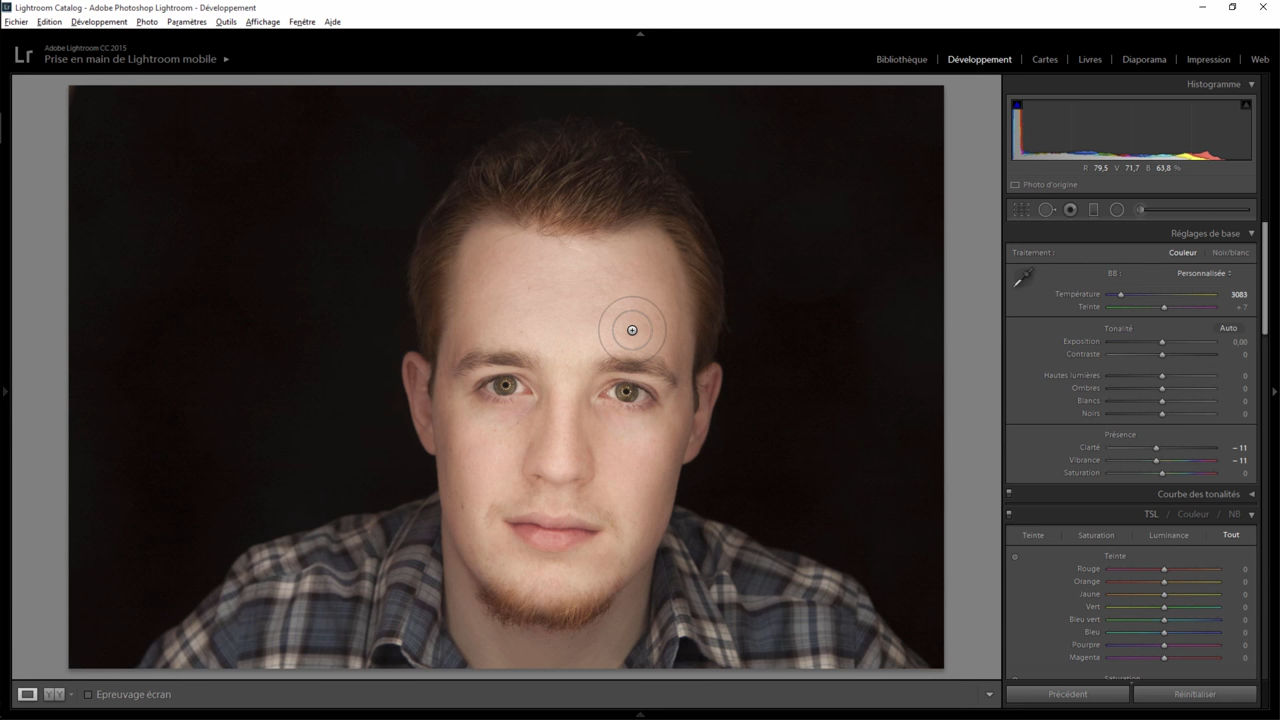 Lightroom Catalog - Adobe Photoshop Lightroom - Développement
Fichier Edition Développement Photo Paramètres Outils Affichage Fenêtre Aide
Lr
Adobe Lightroom CC 2015
Prise en main de Lightroom mobile
Bibliothèque | Développement | Cartes | Livres | Diaporama | Impression | Web
Histogramme
R 79,5 V 71,7 B 63,8 %
Photo d'origine
Réglages de base
Traitement : Couleur Noir/blanc
BB : Personnalisée
Température 3083
Teinte + 7
Tonalité Auto
Exposition 0,00
Contraste 0
Hautes lumières 0
Ombres 0
Blancs 0
Noirs 0
Présence
Clarté – 11
Vibrance – 11
Saturation 0
Courbe des tonalités
TSL / Couleur / NB
Teinte Saturation Luminance Tout
Teinte
Rouge 0
Orange 0
Jaune 0
Vert 0
Bleu vert 0
Bleu 0
Pourpre 0
Magenta 0
Saturation
Y Y Epreuvage écran
Précédent Réinitialiser